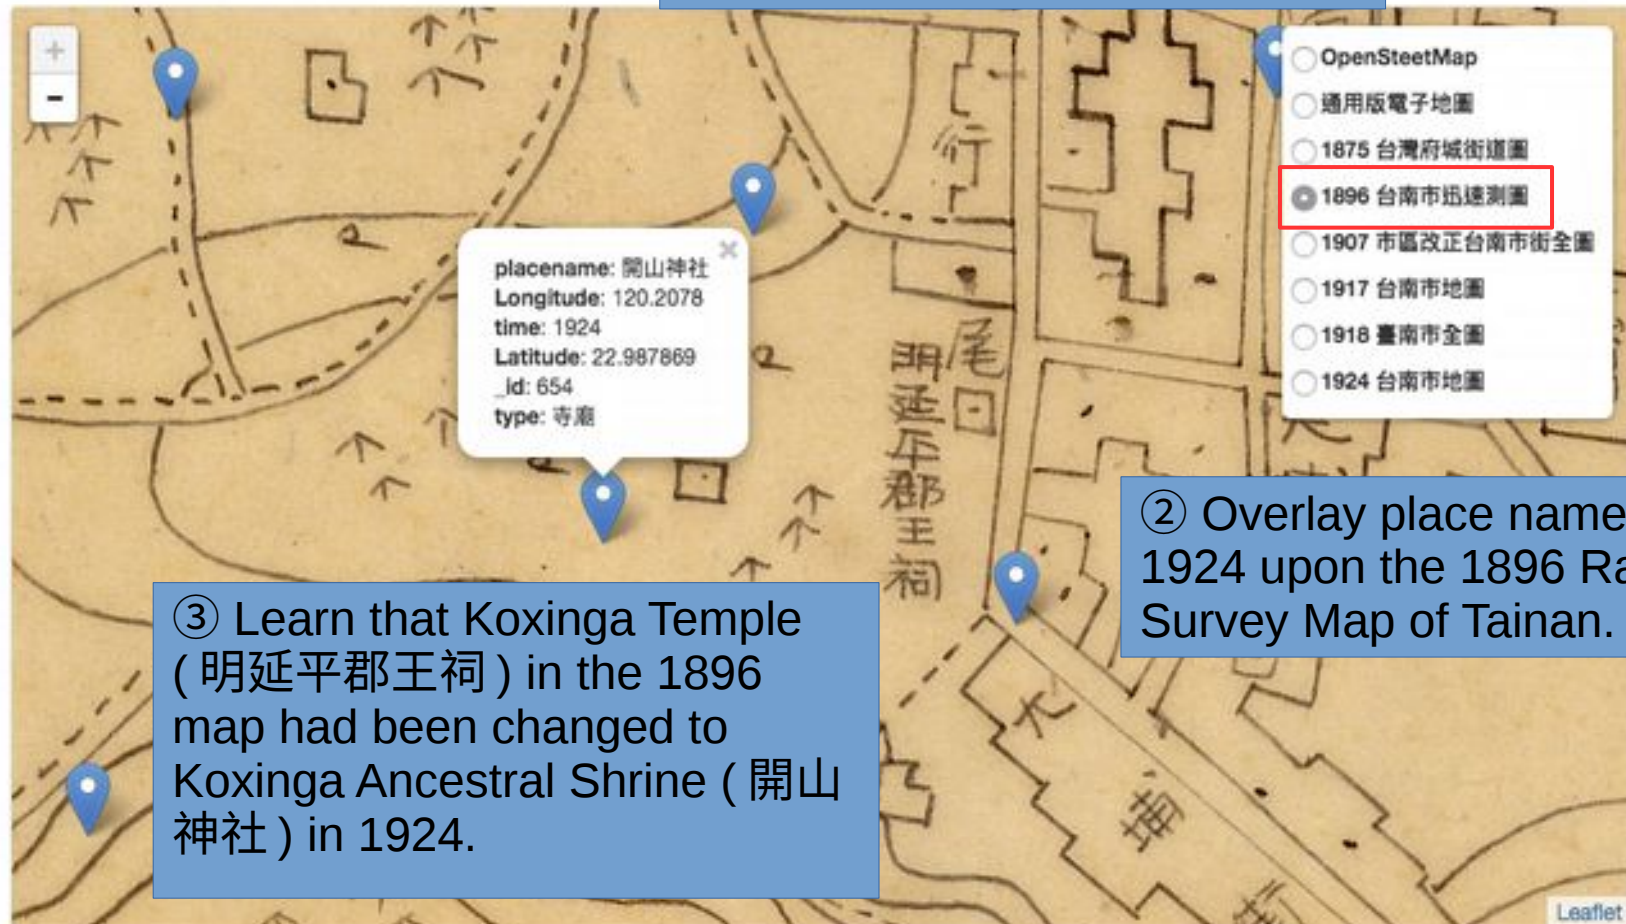 +
-
OpenSteetMap
通用版電子地圖
1875 台灣府城街道圖
1896 台南市迅速測圖
1907 市區改正台南市街全圖
1917 台南市地圖
1918 臺南市全圖
1924 台南市地圖
placename: 開山神社
Longitude: 120.2078
time: 1924
Latitude: 22.987869
_id: 654
type: 寺廟
行
尾
明延平郡王祠
② Overlay place name
1924 upon the 1896 Ra
Survey Map of Tainan.
③ Learn that Koxinga Temple
(明延平郡王祠) in the 1896
map had been changed to
Koxinga Ancestral Shrine (開山
神社) in 1924.
大
埔
Leaflet